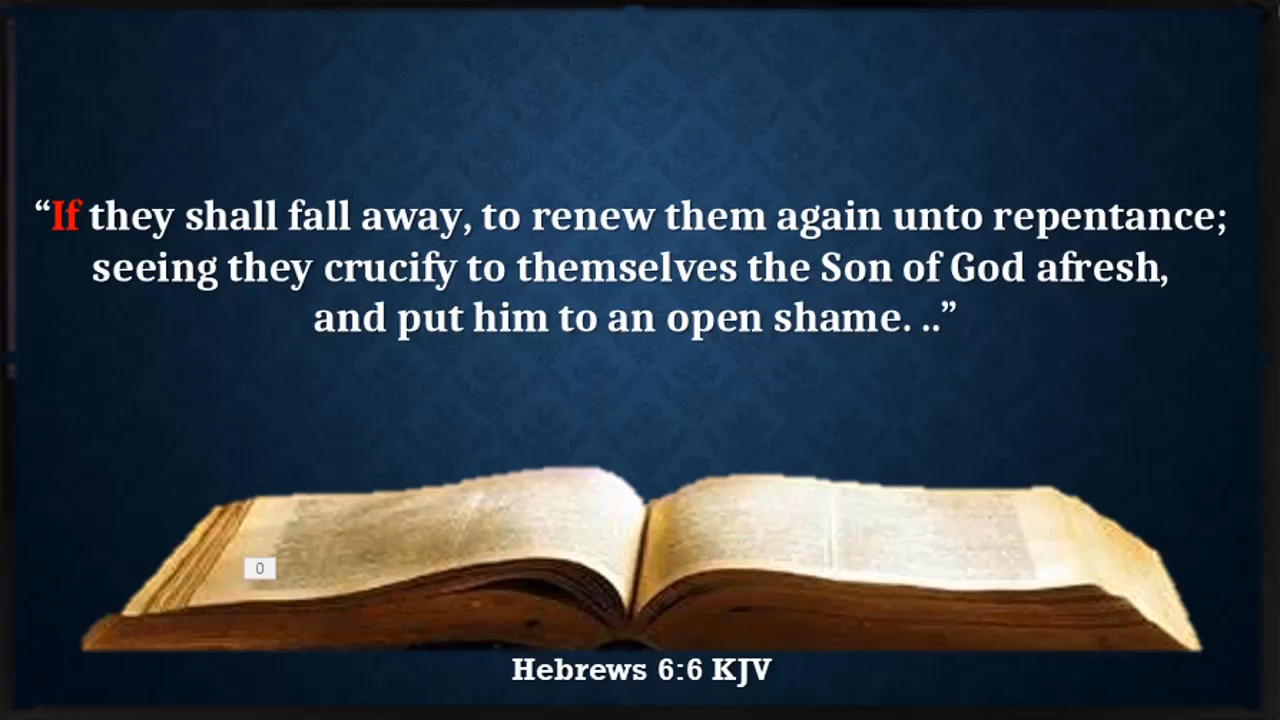 “If they shall fall away, to renew them again unto repentance;
seeing they crucify to themselves the Son of God afresh,
and put him to an open shame. ..”
0
Hebrews 6:6 KJV